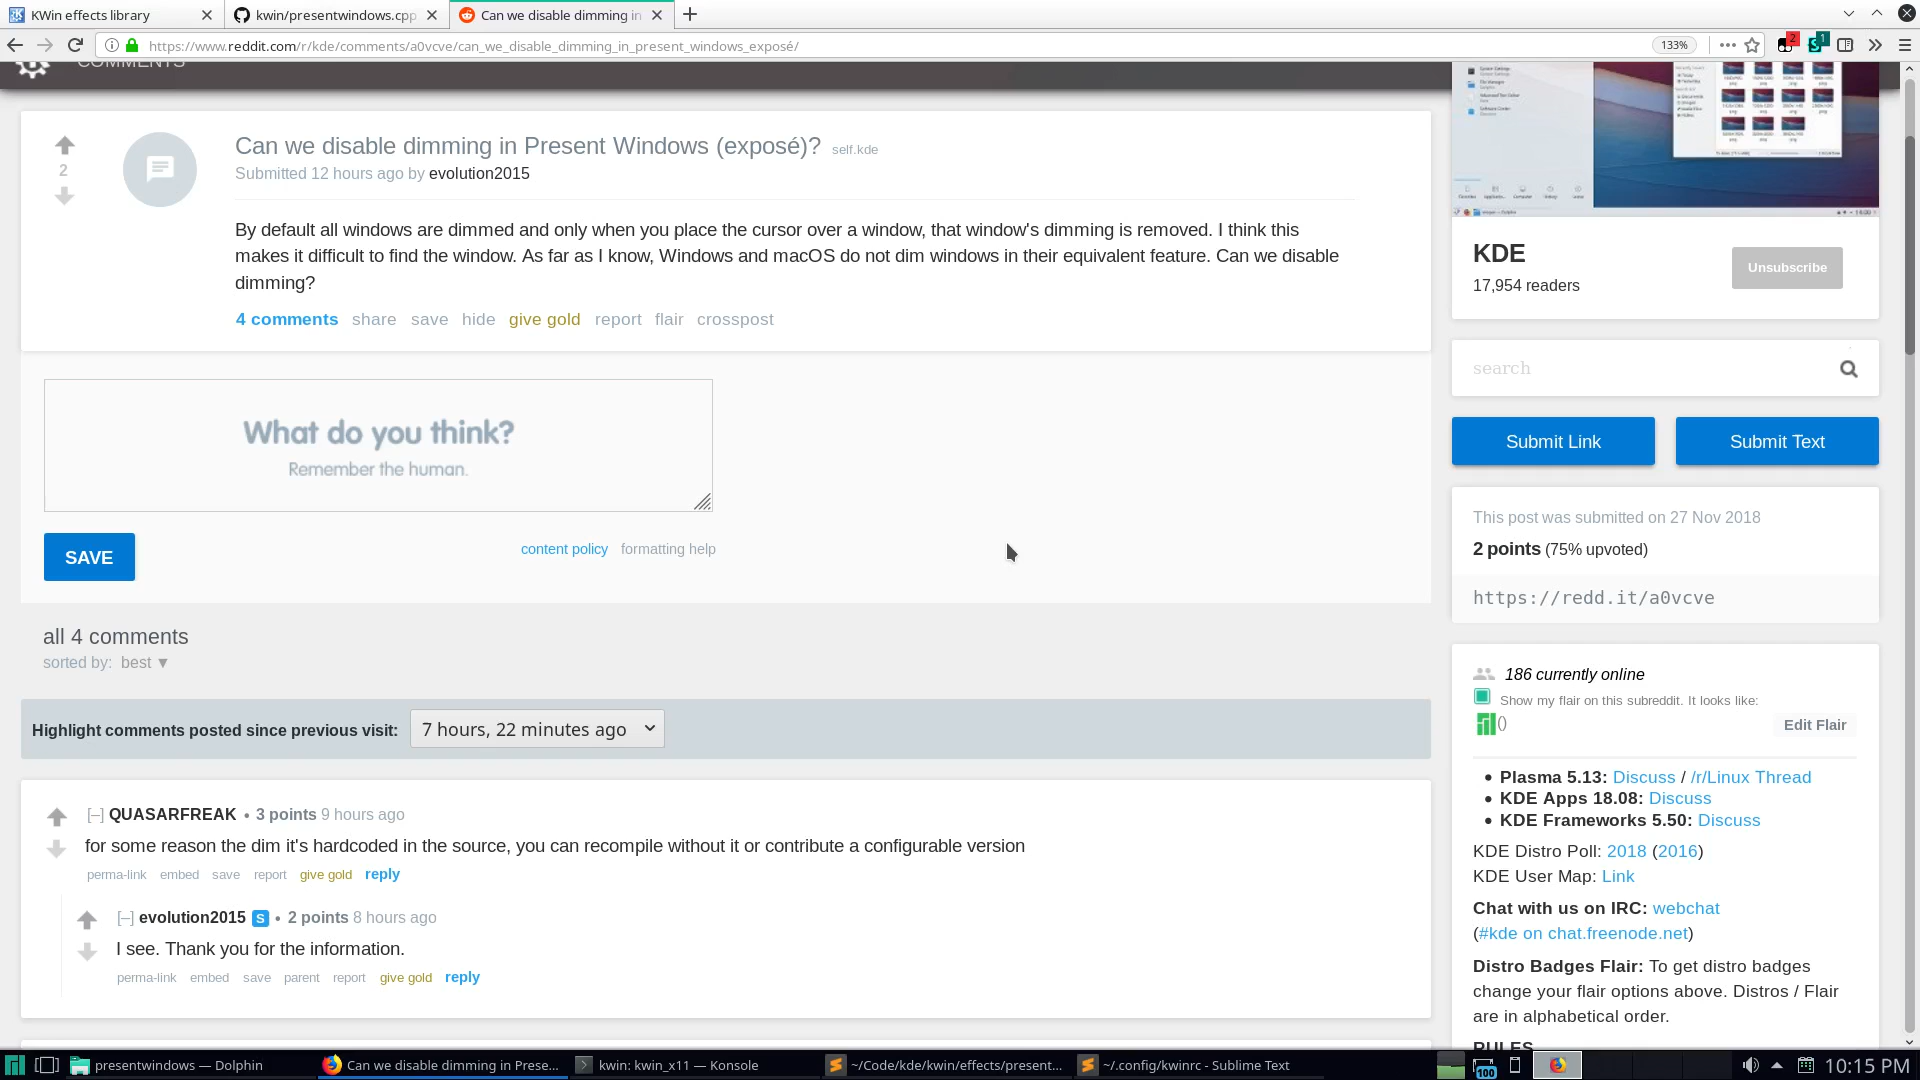 KWin effects library
kwin/presentwindows.cpp
Can we disable dimming in
https://www.reddit.com/r/kde/comments/a0vcve/can_we_disable_dimming_in_present_windows_exposé/
133%
2
1
COMMENTS
2
Can we disable dimming in Present Windows (exposé)? self.kde
Submitted 12 hours ago by evolution2015
By default all windows are dimmed and only when you place the cursor over a window, that window's dimming is removed. I think this
makes it difficult to find the window. As far as I know, Windows and macOS do not dim windows in their equivalent feature. Can we disable
dimming?
4 comments share save hide give gold report flair crosspost
What do you think?
Remember the human.
SAVE
content policy formatting help
all 4 comments
sorted by: best ▼
Highlight comments posted since previous visit: 7 hours, 22 minutes ago
[–] QUASARFREAK • 3 points 9 hours ago
for some reason the dim it's hardcoded in the source, you can recompile without it or contribute a configurable version
perma-link embed save report give gold reply
[–] evolution2015 S • 2 points 8 hours ago
I see. Thank you for the information.
perma-link embed save parent report give gold reply
KDE
17,954 readers
Unsubscribe
search
Submit Link
Submit Text
This post was submitted on 27 Nov 2018
2 points (75% upvoted)
https://redd.it/a0vcve
186 currently online
Show my flair on this subreddit. It looks like:
()
Edit Flair
• Plasma 5.13: Discuss / /r/Linux Thread
• KDE Apps 18.08: Discuss
• KDE Frameworks 5.50: Discuss
KDE Distro Poll: 2018 (2016)
KDE User Map: Link
Chat with us on IRC: webchat
(#kde on chat.freenode.net)
Distro Badges Flair: To get distro badges
change your flair options above. Distros / Flair
are in alphabetical order.
RULES
presentwindows — Dolphin
Can we disable dimming in Prese...
kwin: kwin_x11 — Konsole
~/Code/kde/kwin/effects/present...
~/.config/kwinrc - Sublime Text
100
10:15 PM